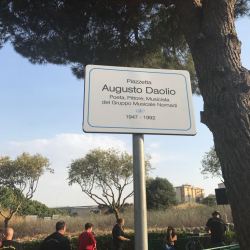 Piazzetta
Augusto Daolio
Poeta, Pittore, Musicista
del Gruppo Musicale Nomadi
1947 - 1992